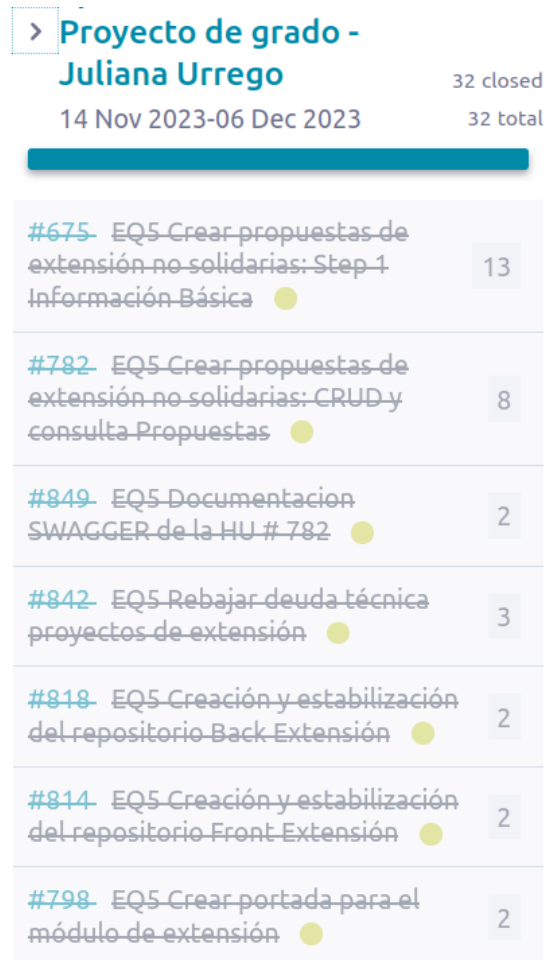 Proyecto de grado -
Juliana Urrego
32 closed
14 Nov 2023-06 Dec 2023
32 total
#675 EQ5 Crear propuestas de
extensión no solidarias: Step 1
Información Básica
13
#782 EQ5 Crear propuestas de
extensión no solidarias: CRUD y
consulta Propuestas
8
#849 EQ5 Documentacion
SWAGGER de la HU # 782
2
#842 EQ5 Rebajar deuda técnica
proyectos de extensión
3
#818 EQ5 Creación y estabilización
del repositorio Back Extensión
2
#814 EQ5 Creación y estabilización
del repositorio Front Extensión
2
#798 EQ5 Crear portada para el
módulo de extensión
2